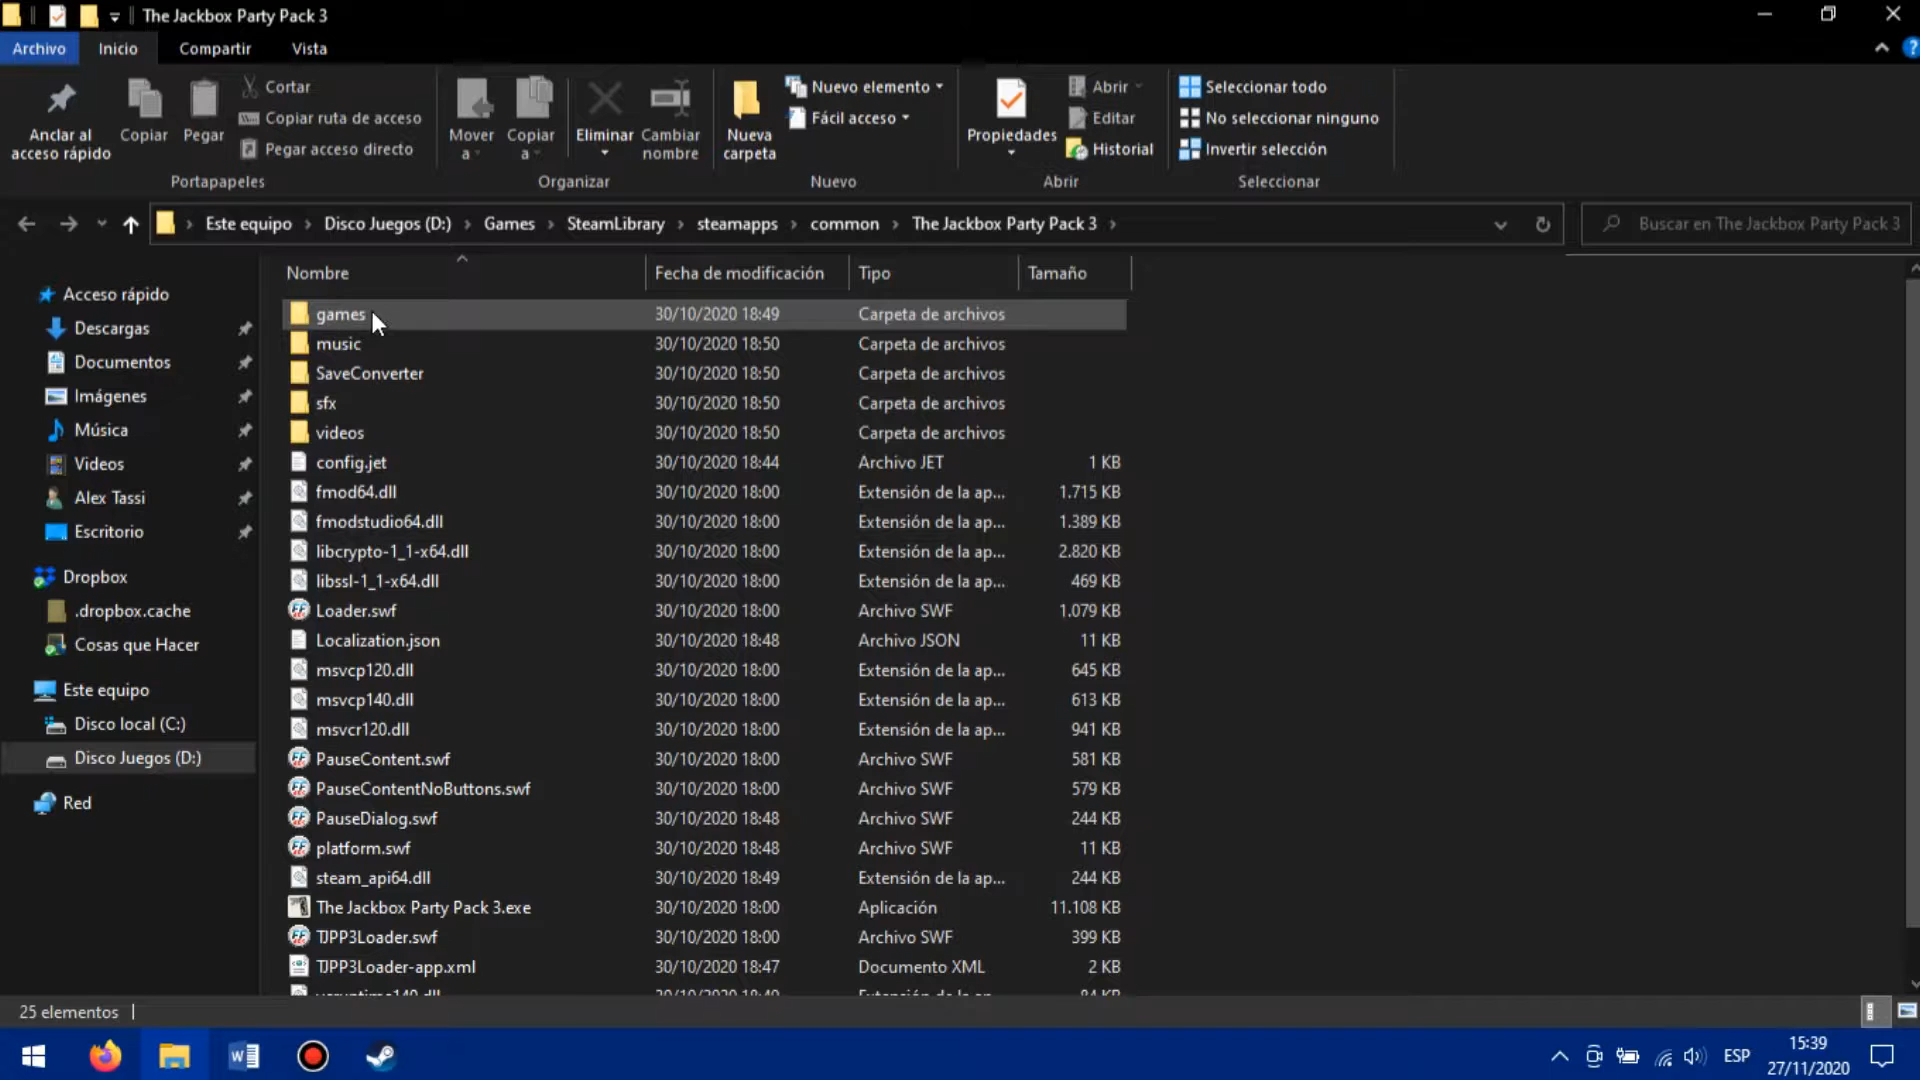 The Jackbox Party Pack 3
Archivo Inicio Compartir Vista
Anclar al acceso rápido
Copiar
Pegar
Cortar
Copiar ruta de acceso
Pegar acceso directo
Portapapeles
Mover a
Copiar a
Eliminar
Cambiar nombre
Organizar
Nueva carpeta
Nuevo elemento
Fácil acceso
Nuevo
Propiedades
Abrir
Editar
Historial
Abrir
Seleccionar todo
No seleccionar ninguno
Invertir selección
Seleccionar
Este equipo > Disco Juegos (D:) > Games > SteamLibrary > steamapps > common > The Jackbox Party Pack 3 >
Buscar en The Jackbox Party Pack 3
Acceso rápido
Descargas
Documentos
Imágenes
Música
Videos
Alex Tassi
Escritorio
Dropbox
.dropbox.cache
Cosas que Hacer
Este equipo
Disco local (C:)
Disco Juegos (D:)
Red
Nombre Fecha de modificación Tipo Tamaño
games 30/10/2020 18:49 Carpeta de archivos
music 30/10/2020 18:50 Carpeta de archivos
SaveConverter 30/10/2020 18:50 Carpeta de archivos
sfx 30/10/2020 18:50 Carpeta de archivos
videos 30/10/2020 18:50 Carpeta de archivos
config.jet 30/10/2020 18:44 Archivo JET 1 KB
fmod64.dll 30/10/2020 18:00 Extensión de la ap... 1.715 KB
fmodstudio64.dll 30/10/2020 18:00 Extensión de la ap... 1.389 KB
libcrypto-1_1-x64.dll 30/10/2020 18:00 Extensión de la ap... 2.820 KB
libssl-1_1-x64.dll 30/10/2020 18:00 Extensión de la ap... 469 KB
Loader.swf 30/10/2020 18:00 Archivo SWF 1.079 KB
Localization.json 30/10/2020 18:48 Archivo JSON 11 KB
msvcp120.dll 30/10/2020 18:00 Extensión de la ap... 645 KB
msvcp140.dll 30/10/2020 18:00 Extensión de la ap... 613 KB
msvcr120.dll 30/10/2020 18:00 Extensión de la ap... 941 KB
PauseContent.swf 30/10/2020 18:00 Archivo SWF 581 KB
PauseContentNoButtons.swf 30/10/2020 18:00 Archivo SWF 579 KB
PauseDialog.swf 30/10/2020 18:48 Archivo SWF 244 KB
platform.swf 30/10/2020 18:48 Archivo SWF 11 KB
steam_api64.dll 30/10/2020 18:49 Extensión de la ap... 244 KB
The Jackbox Party Pack 3.exe 30/10/2020 18:00 Aplicación 11.108 KB
TJPP3Loader.swf 30/10/2020 18:00 Archivo SWF 399 KB
TJPP3Loader-app.xml 30/10/2020 18:47 Documento XML 2 KB
25 elementos
ESP
15:39
27/11/2020